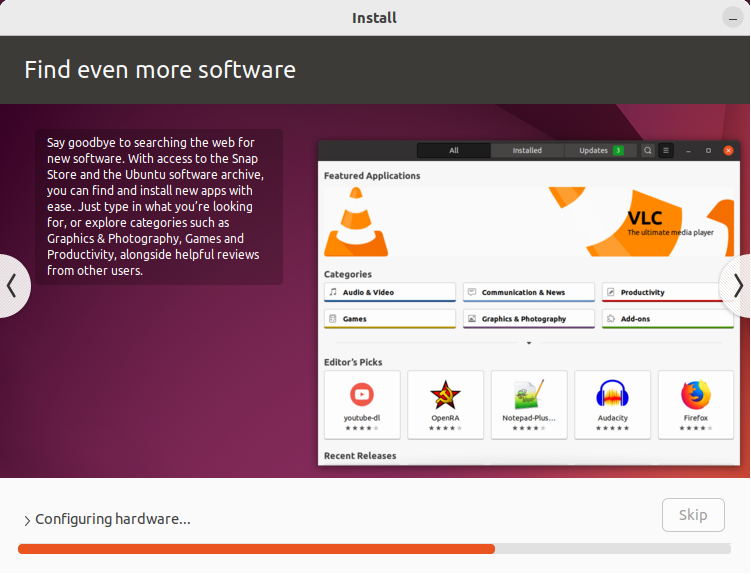 Install
Find even more software
Say goodbye to searching the web for
new software. With access to the Snap
Store and the Ubuntu software archive,
you can find and install new apps with
ease. Just type in what you're looking
for, or explore categories such as
Graphics & Photography, Games and
Productivity, alongside helpful reviews
from other users.
All
Installed
Updates 3
Featured Applications
VLC
The ultimate media player
Categories
Audio & Video
Communication & News
Productivity
Games
Graphics & Photography
Add-ons
Editor's Picks
youtube-dl
OpenRA
Notepad-Plus...
Audacity
Firefox
Recent Releases
Configuring hardware...
Skip